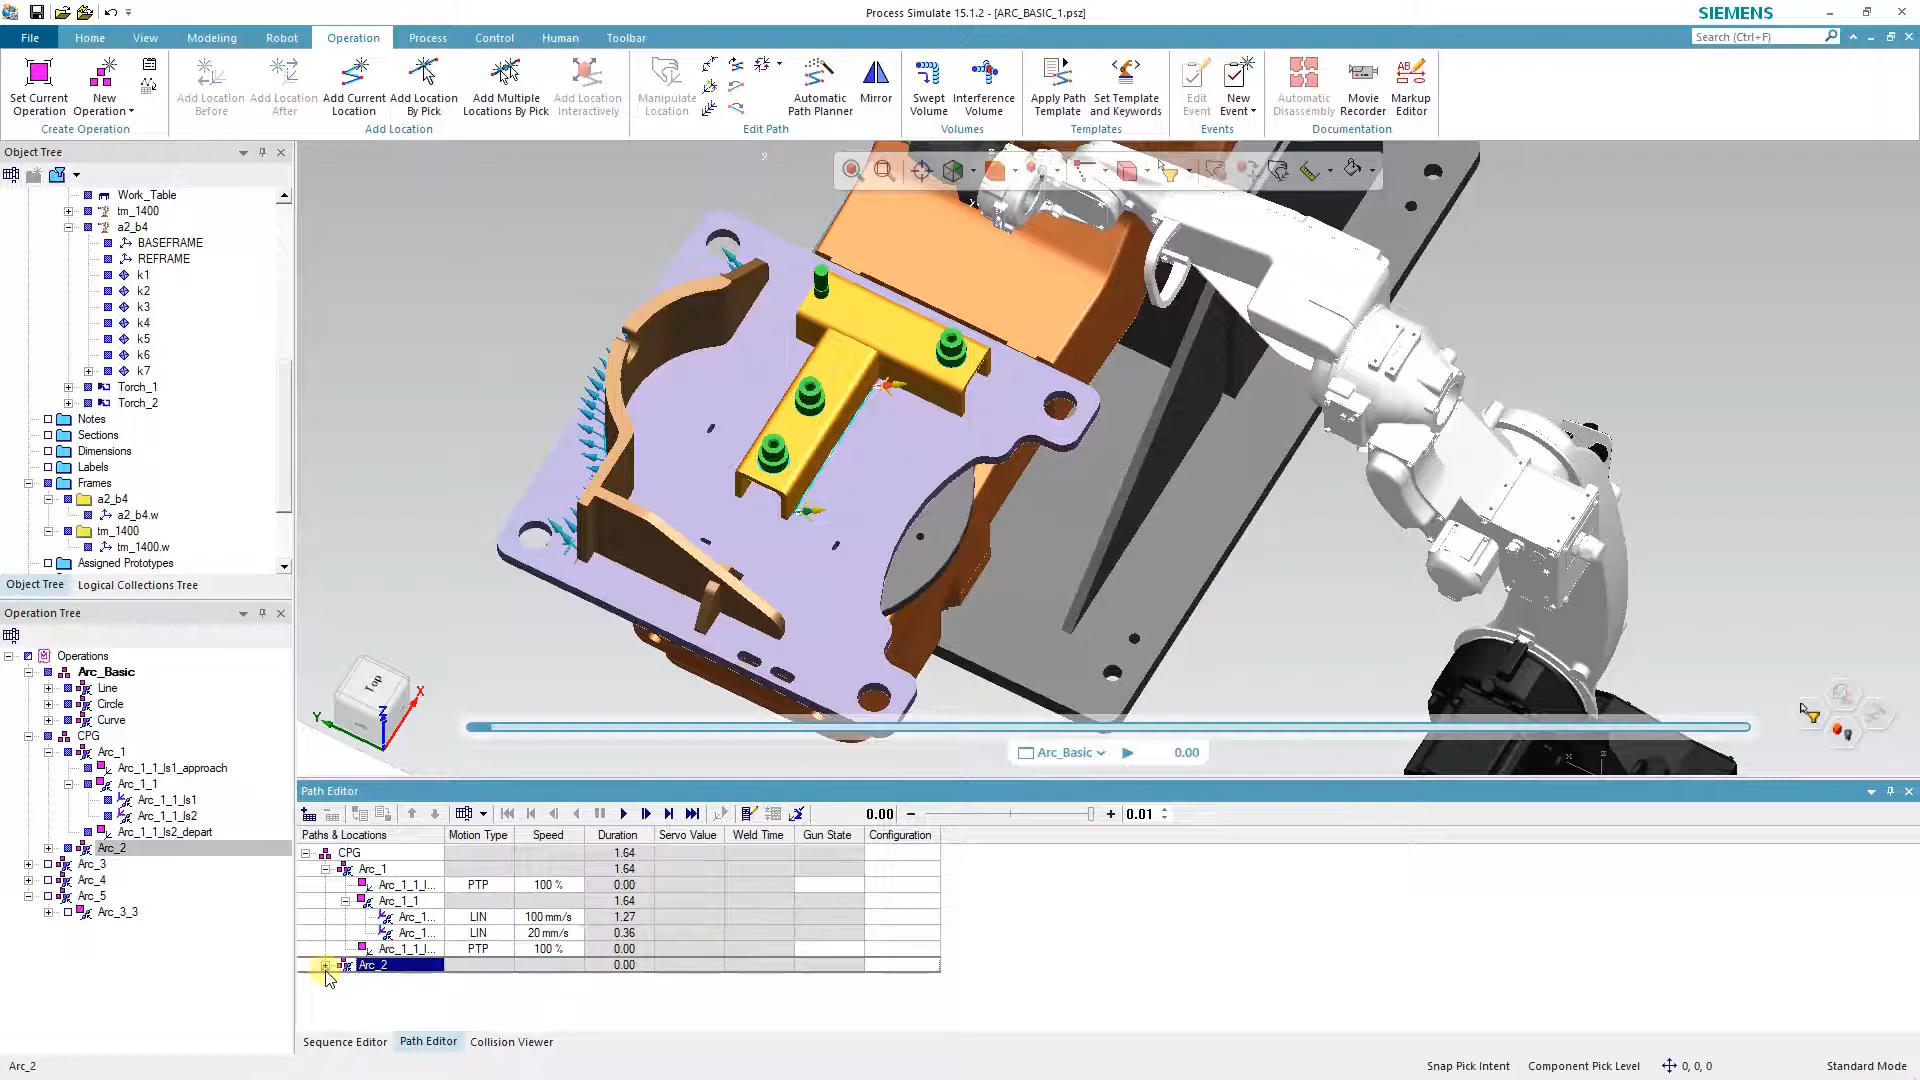 Process Simulate 15.1.2 - [ARC_BASIC_1.psz]
SIEMENS
File
Home
View
Modeling
Robot
Operation
Process
Control
Human
Toolbar
Search (Ctrl+F)
Set Current
Operation
New
Operation
Add Location
Before
Add Location
After
Add Current
Location
Add Location
By Pick
Add Multiple
Locations By Pick
Add Location
Interactively
Manipulate
Location
Automatic
Path Planner
Mirror
Swept
Volume
Interference
Volume
Apply Path
Template
Set Template
and Keywords
Edit
Event
New
Event
Automatic
Disassembly
Movie
Recorder
Markup
Editor
Create Operation
Add Location
Edit Path
Volumes
Templates
Events
Documentation
Object Tree
Work_Table
tm_1400
a2_b4
BASEFRAME
REFRAME
k1
k2
k3
k4
k5
k6
k7
Torch_1
Torch_2
Notes
Sections
Dimensions
Labels
Frames
a2_b4
a2_b4.w
tm_1400
tm_1400.w
Assigned Prototypes
Object Tree
Logical Collections Tree
Operation Tree
Operations
Arc_Basic
Line
Circle
Curve
CPG
Arc_1
Arc_1_1_ls1_approach
Arc_1_1
Arc_1_1_ls1
Arc_1_1_ls2
Arc_1_1_ls2_depart
Arc_2
Arc_3
Arc_4
Arc_5
Arc_3_3
Top
X
Y
Z
Arc_Basic
0.00
Path Editor
0.00
0.01
Paths & Locations
Motion Type
Speed
Duration
Servo Value
Weld Time
Gun State
Configuration
CPG 1.64
Arc_1 1.64
Arc_1_1_l... PTP 100 % 0.00
Arc_1_1 1.64
Arc_1... LIN 100 mm/s 1.27
Arc_1... LIN 20 mm/s 0.36
Arc_1_1_l... PTP 100 % 0.00
Arc_2 0.00
Sequence Editor
Path Editor
Collision Viewer
Arc_2
Snap Pick Intent
Component Pick Level
0, 0, 0
Standard Mode